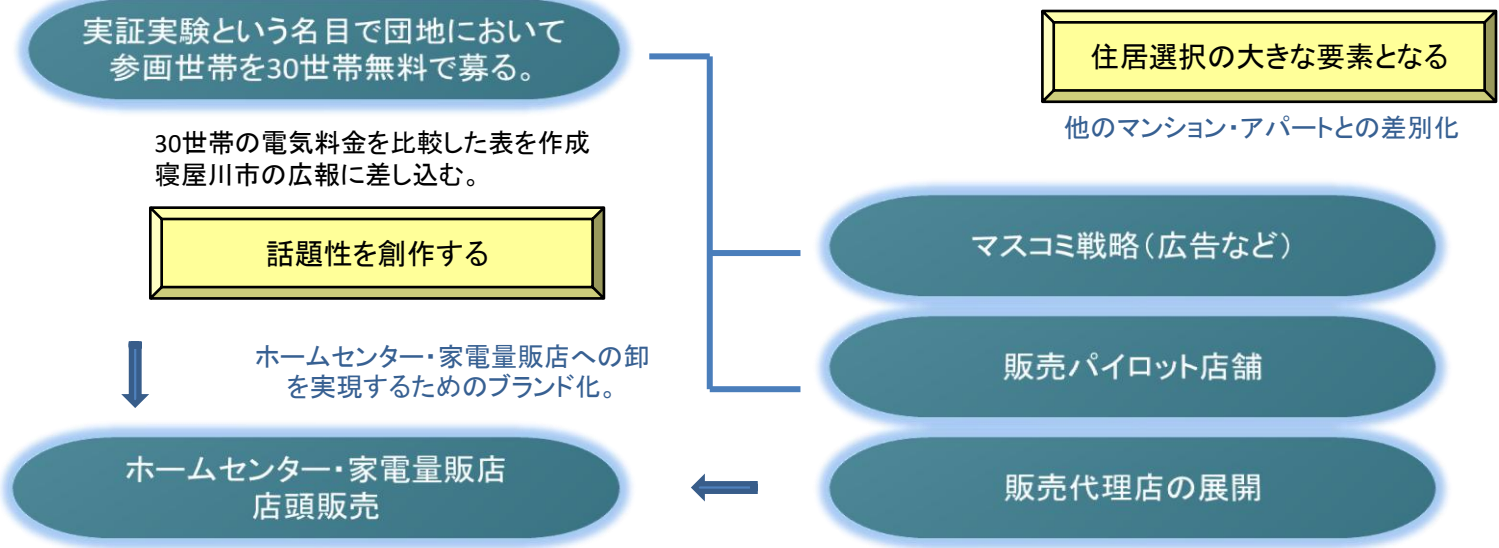 実証実験という名目で団地において
参画世帯を30世帯無料で募る。
30世帯の電気料金を比較した表を作成
寝屋川市の広報に差し込む。
話題性を創作する
ホームセンター・家電量販店への卸
を実現するためのブランド化。
ホームセンター・家電量販店
店頭販売
住居選択の大きな要素となる
他のマンション・アパートとの差別化
マスコミ戦略（広告など）
販売パイロット店舗
販売代理店の展開